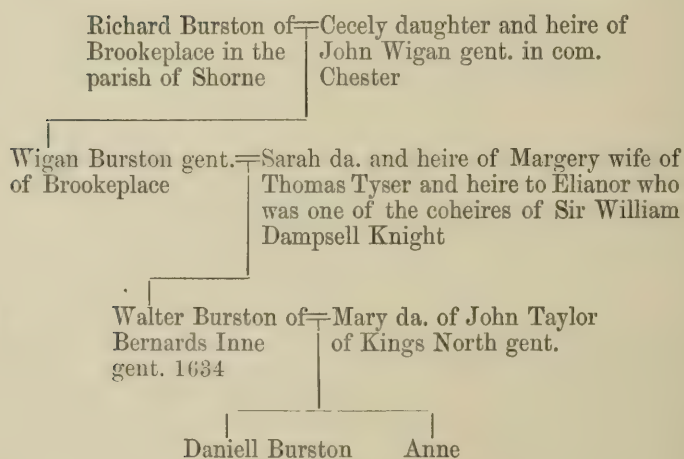 Richard Burston of Cecely daughter and heire of
Brookeplace in the John Wigan gent. in com.
parish of Shorne Chester
Wigan Burston gent. Sarah da. and heire of Margery wife of
of Brookeplace Thomas Tyser and heire to Elianor who
was one of the coheires of Sir William
Dampsell Knight
Walter Burston of Mary da. of John Taylor
Bernards Inne of Kings North gent.
gent. 1634
Daniell Burston Anne